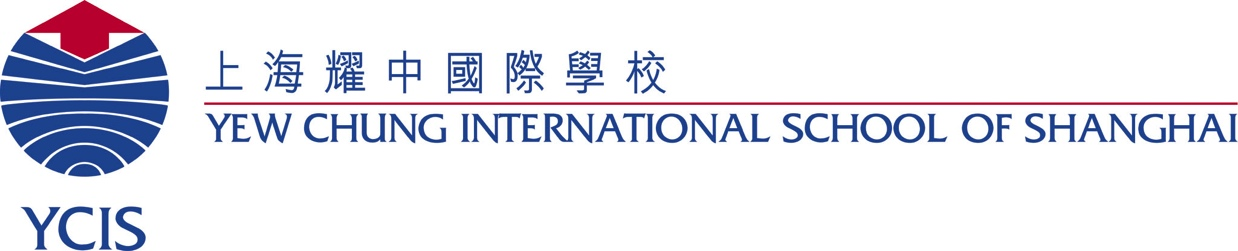 上海耀中國際學校
YEW CHUNG INTERNATIONAL SCHOOL OF SHANGHAI
YCIS